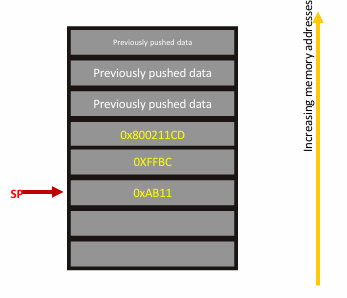 Previously pushed data
Previously pushed data
Previously pushed data
0x800211CD
0XFFBC
SP
0xAB11
Increasing memory addresses